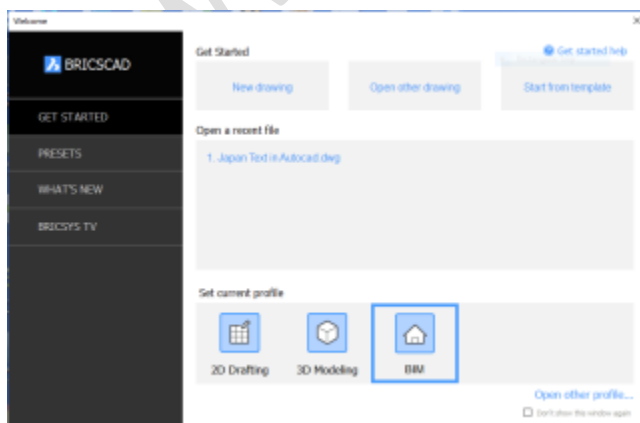 Welcome
BRICSCAD
GET STARTED
PRESETS
WHAT'S NEW
BRICSYS TV
Get Started
Get started help
New drawing
Open other drawing
Start from template
Open a recent file
1. Japan Text in Autocad.dwg
Set current profile
2D Drafting
3D Modeling
BIM
Open other profile...
Don't show this window again